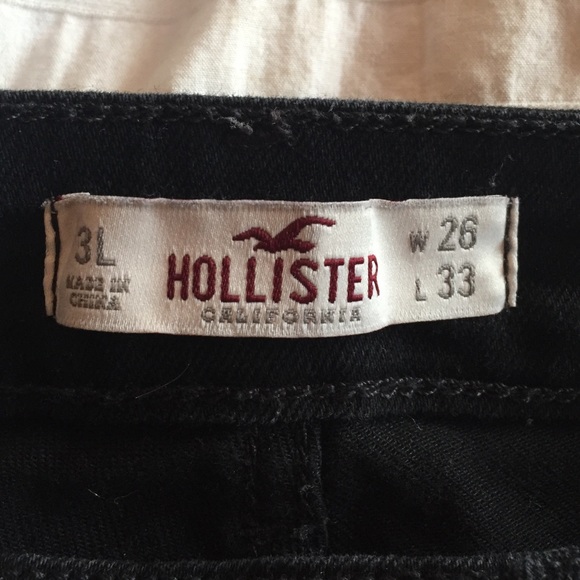 3L
MADE IN
CHINA
HOLLISTER
CALIFORNIA
W 26
L 33